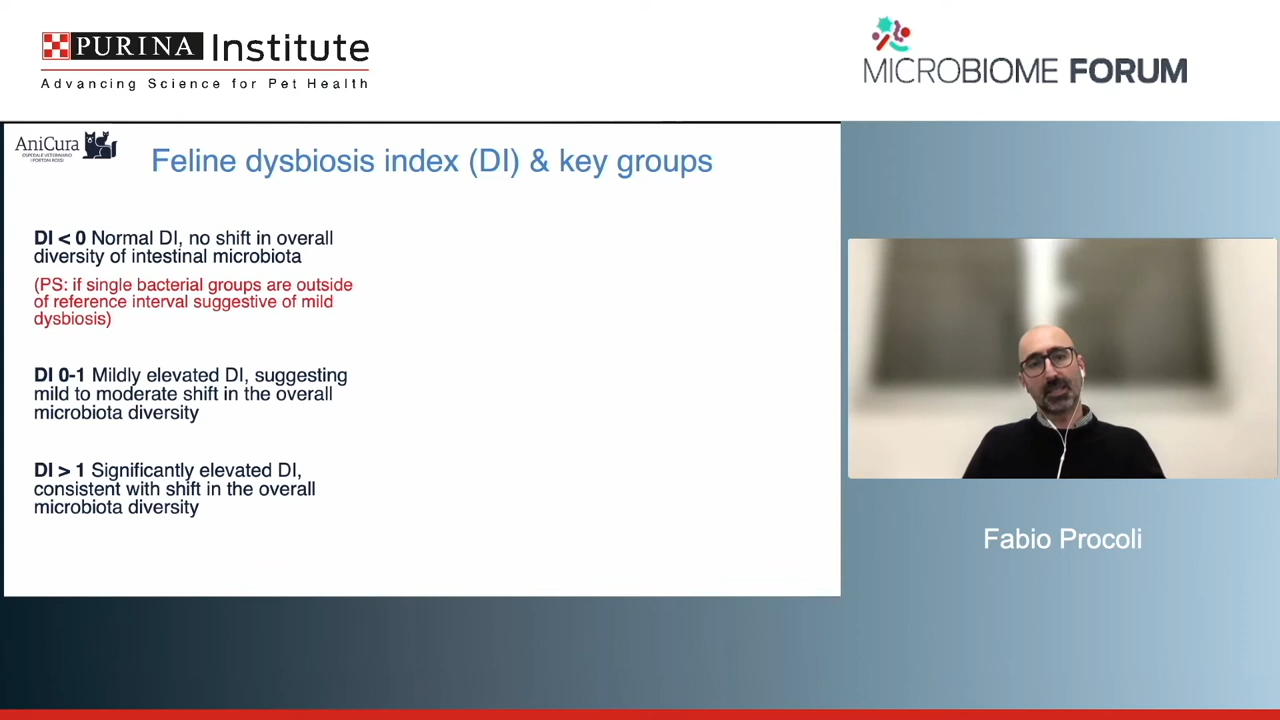 PURINA Institute
Advancing Science for Pet Health
MICROBIOME FORUM
AniCura
OSPEDALE VETERINARIO
I PORTONI ROSSI
Feline dysbiosis index (DI) & key groups
DI < 0 Normal DI, no shift in overall
diversity of intestinal microbiota
(PS: if single bacterial groups are outside
of reference interval suggestive of mild
dysbiosis)
DI 0-1 Mildly elevated DI, suggesting
mild to moderate shift in the overall
microbiota diversity
DI > 1 Significantly elevated DI,
consistent with shift in the overall
microbiota diversity
Fabio Procoli